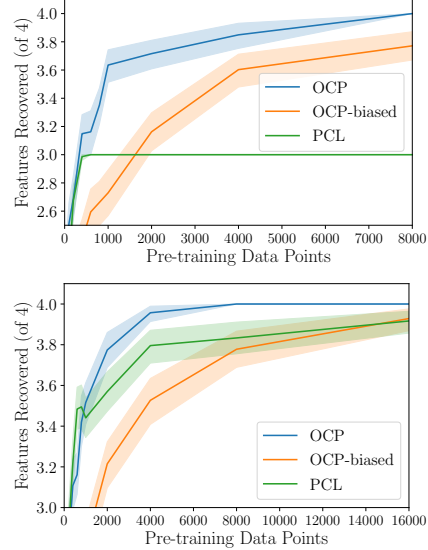 Features Recovered (of 4)
4.0
3.8
3.6
3.4
3.2
3.0
2.8
2.6
OCP
OCP-biased
PCL
0 1000 2000 3000 4000 5000 6000 7000 8000
Pre-training Data Points
Features Recovered (of 4)
4.0
3.8
3.6
3.4
3.2
3.0
OCP
OCP-biased
PCL
0 2000 4000 6000 8000 10000 12000 14000 16000
Pre-training Data Points